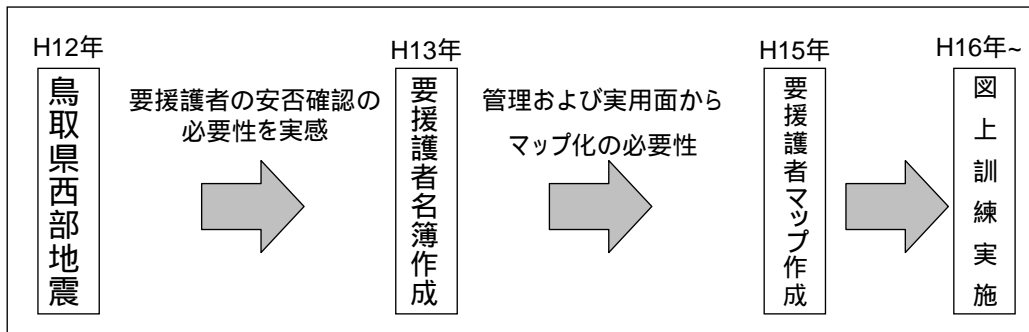 H12年
鳥取県西部地震
要援護者の安否確認の
必要性を実感
H13年
要援護者名簿作成
管理および実用面から
マップ化の必要性
H15年
要援護者マップ作成
H16年~
図上訓練実施